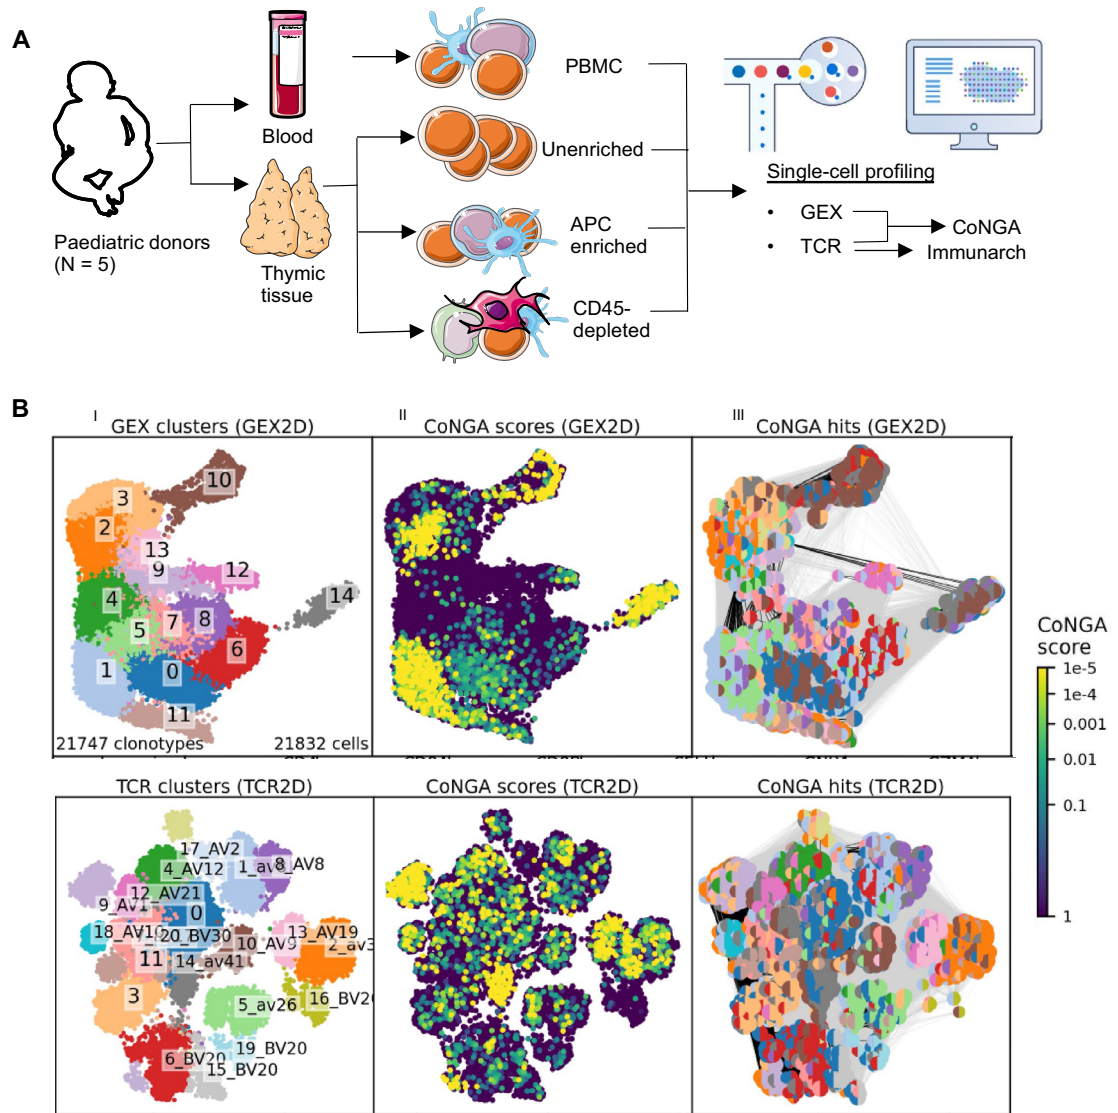 A
Blood
Paediatric donors
(N = 5)
Thymic
tissue
PBMC
Unenriched
APC
enriched
CD45-
depleted
Single-cell profiling
• GEX
• TCR
CoNGA
Immunarch
B
I
GEX clusters (GEX2D)
II
CoNGA scores (GEX2D)
III
CoNGA hits (GEX2D)
10
3
2
13
9
12
4
14
5
7
8
6
1
0
11
21747 clonotypes
21832 cells
CoNGA
score
1e-5
1e-4
0.001
0.01
0.1
1
TCR clusters (TCR2D)
CoNGA scores (TCR2D)
CoNGA hits (TCR2D)
17_AV2
4_AV12
8_AV8
12_AV21
9_AV1
0
13_AV19
20_BV30
10_AV9
11
14_av41
3
5_av26
19_BV20
6_BV20
15_BV20